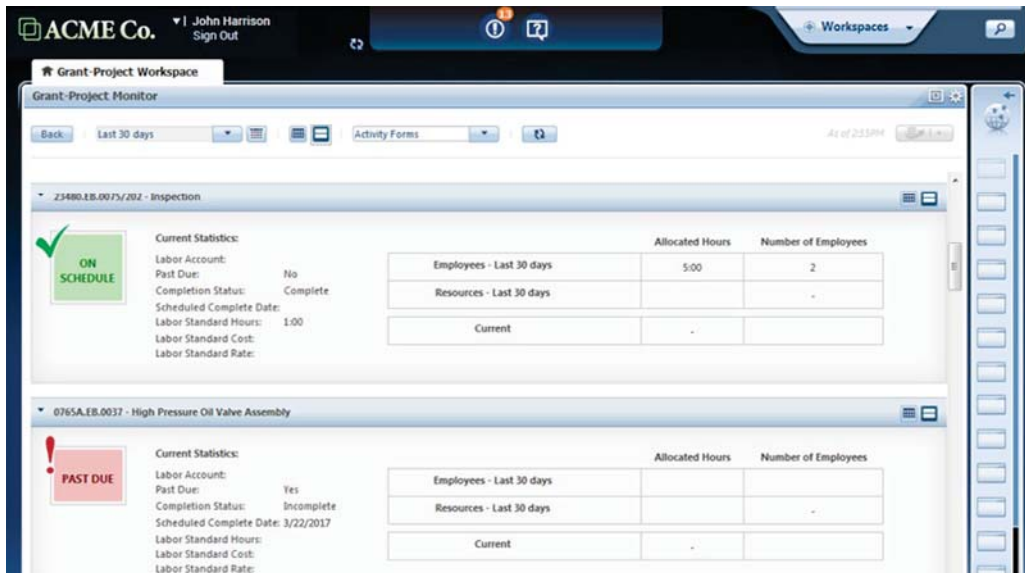 ACME Co.
John Harrison
Sign Out
13
Workspaces
Grant-Project Workspace
Grant-Project Monitor
Back
Last 30 days
Activity Forms
As of 2:55PM
23480.EB.0075/202 - Inspection
ON SCHEDULE
Current Statistics:
Labor Account:
Past Due: No
Completion Status: Complete
Scheduled Complete Date:
Labor Standard Hours: 1:00
Labor Standard Cost:
Labor Standard Rate:
Allocated Hours Number of Employees
Employees - Last 30 days 5:00 2
Resources - Last 30 days -
Current -
0765A.EB.0037 - High Pressure Oil Valve Assembly
PAST DUE
Current Statistics:
Labor Account:
Past Due: Yes
Completion Status: Incomplete
Scheduled Complete Date: 3/22/2017
Labor Standard Hours:
Labor Standard Cost:
Labor Standard Rate:
Allocated Hours Number of Employees
Employees - Last 30 days
Resources - Last 30 days -
Current -